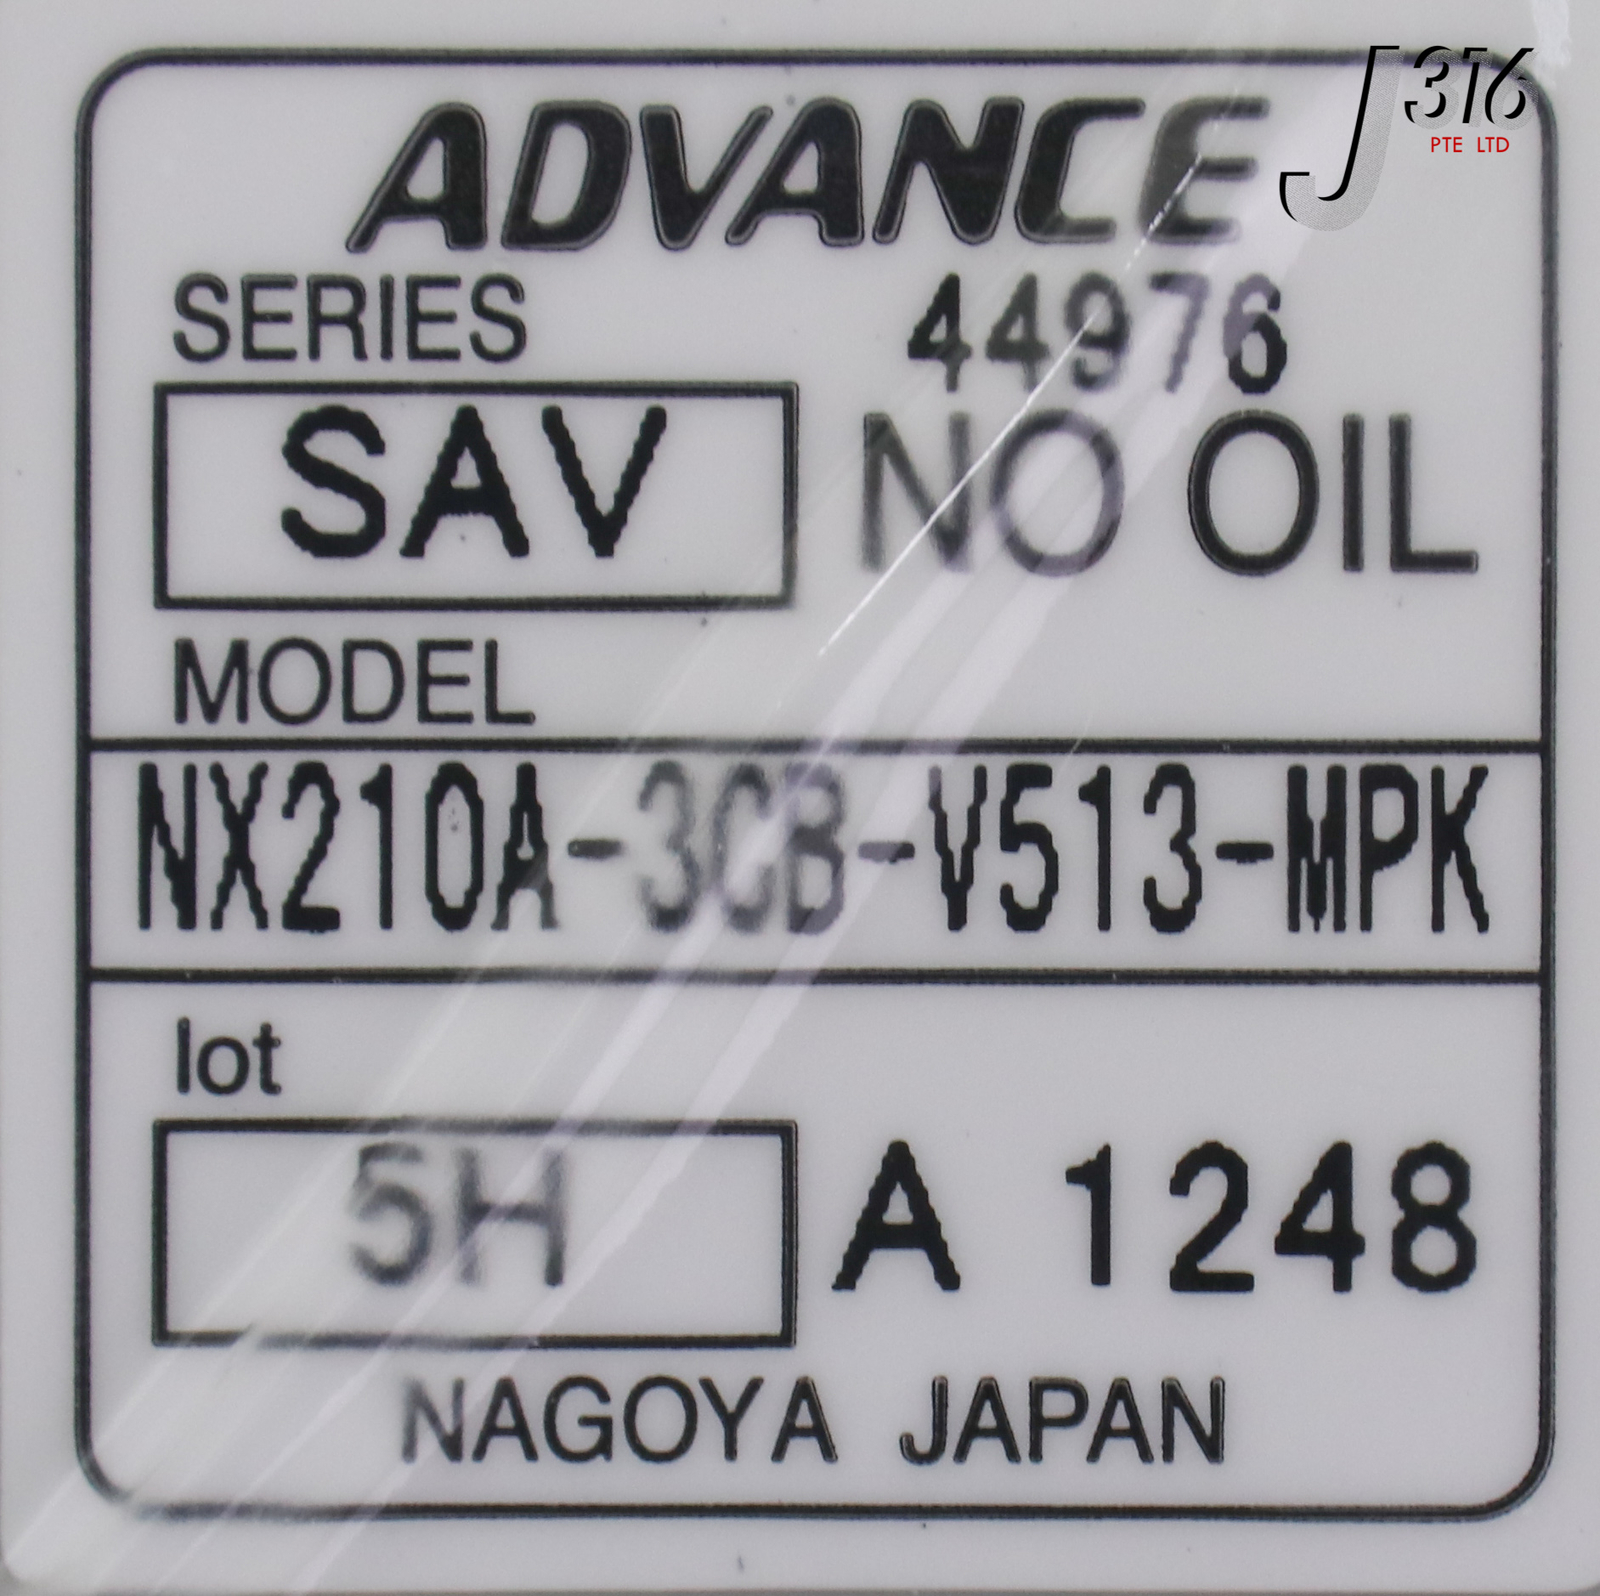 J316
PTE LTD
ADVANCE
SERIES 44976
SAV NO OIL
MODEL
NX210A-3CB-V513-MPK
lot
5H A 1248
NAGOYA JAPAN